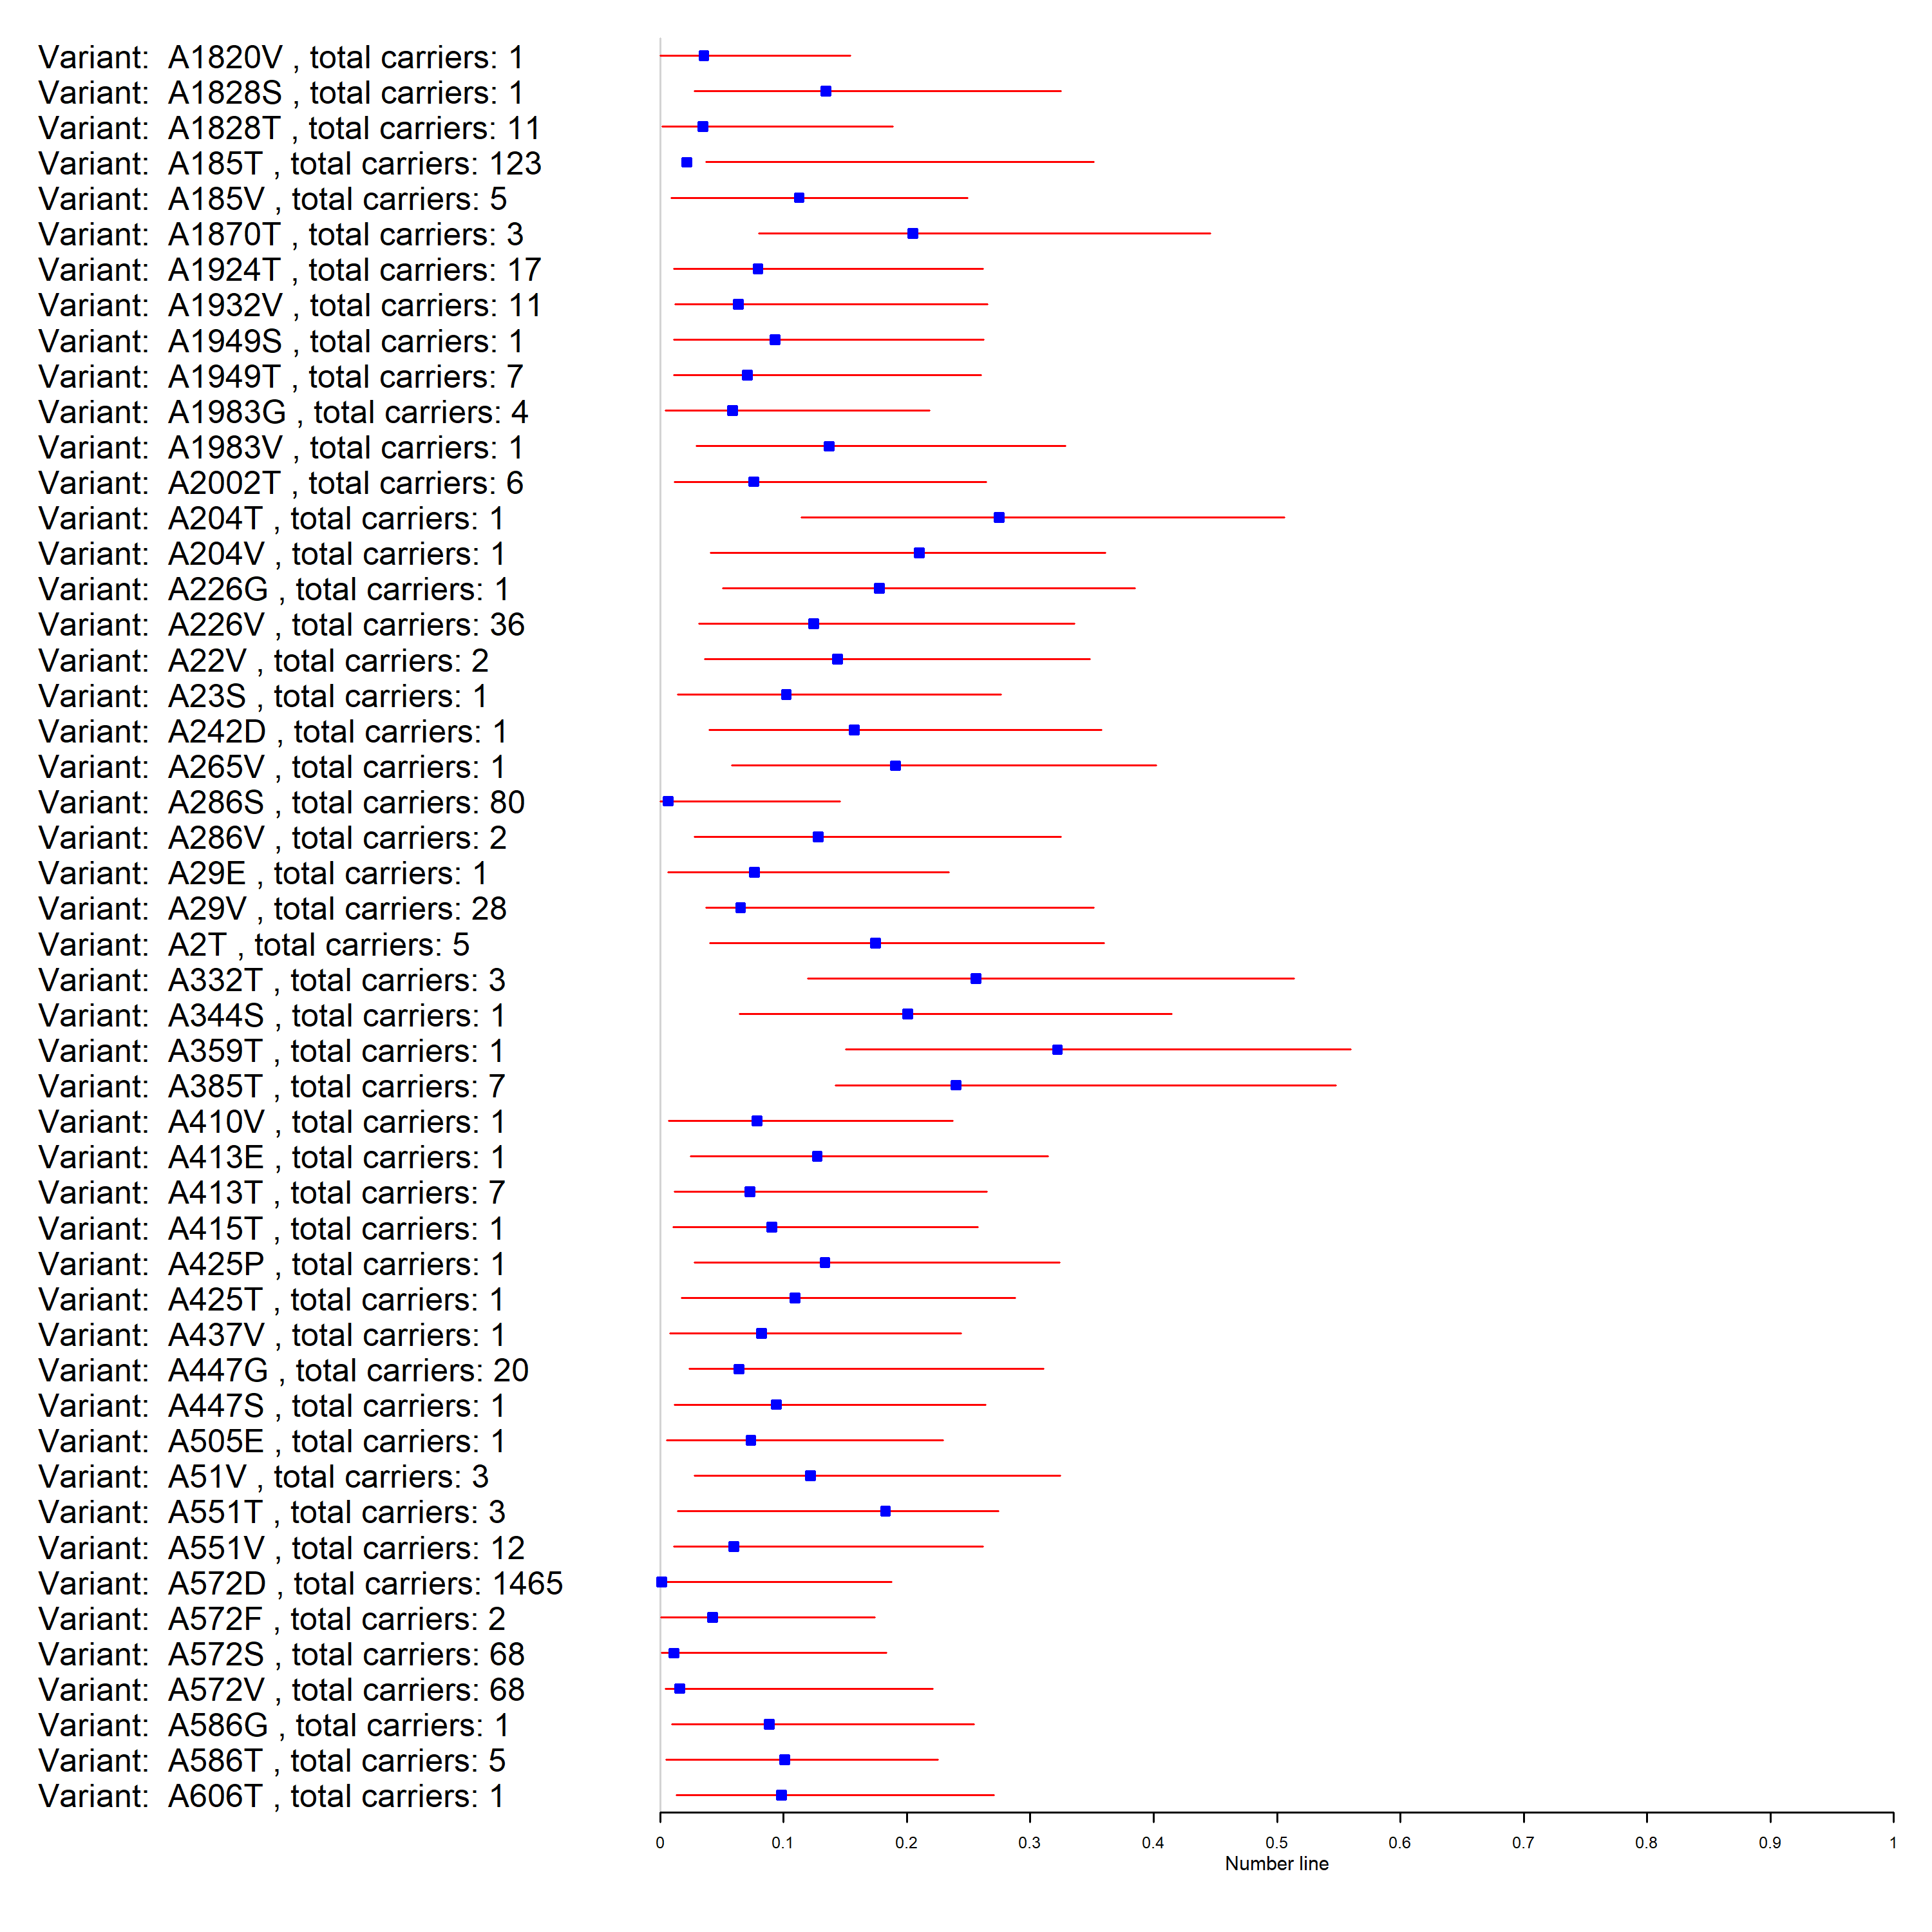 Variant: A1820V , total carriers: 1
Variant: A1828S , total carriers: 1
Variant: A1828T , total carriers: 11
Variant: A185T , total carriers: 123
Variant: A185V , total carriers: 5
Variant: A1870T , total carriers: 3
Variant: A1924T , total carriers: 17
Variant: A1932V , total carriers: 11
Variant: A1949S , total carriers: 1
Variant: A1949T , total carriers: 7
Variant: A1983G , total carriers: 4
Variant: A1983V , total carriers: 1
Variant: A2002T , total carriers: 6
Variant: A204T , total carriers: 1
Variant: A204V , total carriers: 1
Variant: A226G , total carriers: 1
Variant: A226V , total carriers: 36
Variant: A22V , total carriers: 2
Variant: A23S , total carriers: 1
Variant: A242D , total carriers: 1
Variant: A265V , total carriers: 1
Variant: A286S , total carriers: 80
Variant: A286V , total carriers: 2
Variant: A29E , total carriers: 1
Variant: A29V , total carriers: 28
Variant: A2T , total carriers: 5
Variant: A332T , total carriers: 3
Variant: A344S , total carriers: 1
Variant: A359T , total carriers: 1
Variant: A385T , total carriers: 7
Variant: A410V , total carriers: 1
Variant: A413E , total carriers: 1
Variant: A413T , total carriers: 7
Variant: A415T , total carriers: 1
Variant: A425P , total carriers: 1
Variant: A425T , total carriers: 1
Variant: A437V , total carriers: 1
Variant: A447G , total carriers: 20
Variant: A447S , total carriers: 1
Variant: A505E , total carriers: 1
Variant: A51V , total carriers: 3
Variant: A551T , total carriers: 3
Variant: A551V , total carriers: 12
Variant: A572D , total carriers: 1465
Variant: A572F , total carriers: 2
Variant: A572S , total carriers: 68
Variant: A572V , total carriers: 68
Variant: A586G , total carriers: 1
Variant: A586T , total carriers: 5
Variant: A606T , total carriers: 1
0 0.1 0.2 0.3 0.4 0.5 0.6 0.7 0.8 0.9 1
Number line